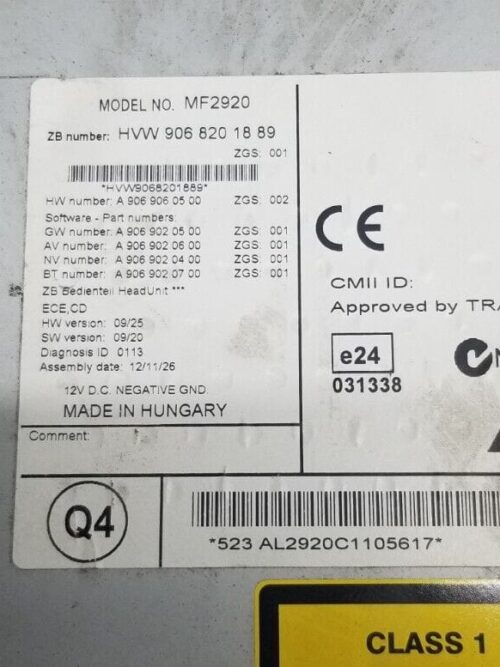 MODEL NO. MF2920
ZB number: HVW 906 820 18 89
ZGS: 001
*HVW9068201889*
HW number: A 906 906 05 00 ZGS: 002
Software - Part numbers:
GW number: A 906 902 05 00 ZGS: 001
AV number: A 906 902 06 00 ZGS: 001
NV number: A 906 902 04 00 ZGS: 001
BT number: A 906 902 07 00 ZGS: 001
ZB Bedienteil HeadUnit ***
ECE,CD
HW version: 09/25
SW version: 09/20
Diagnosis ID 0113
Assembly date: 12/11/26
12V D.C. NEGATIVE GND.
MADE IN HUNGARY
Comment:
CE
CMII ID:
Approved by TRA
e24
031338
N
Q4
*523 AL2920C1105617*
CLASS 1